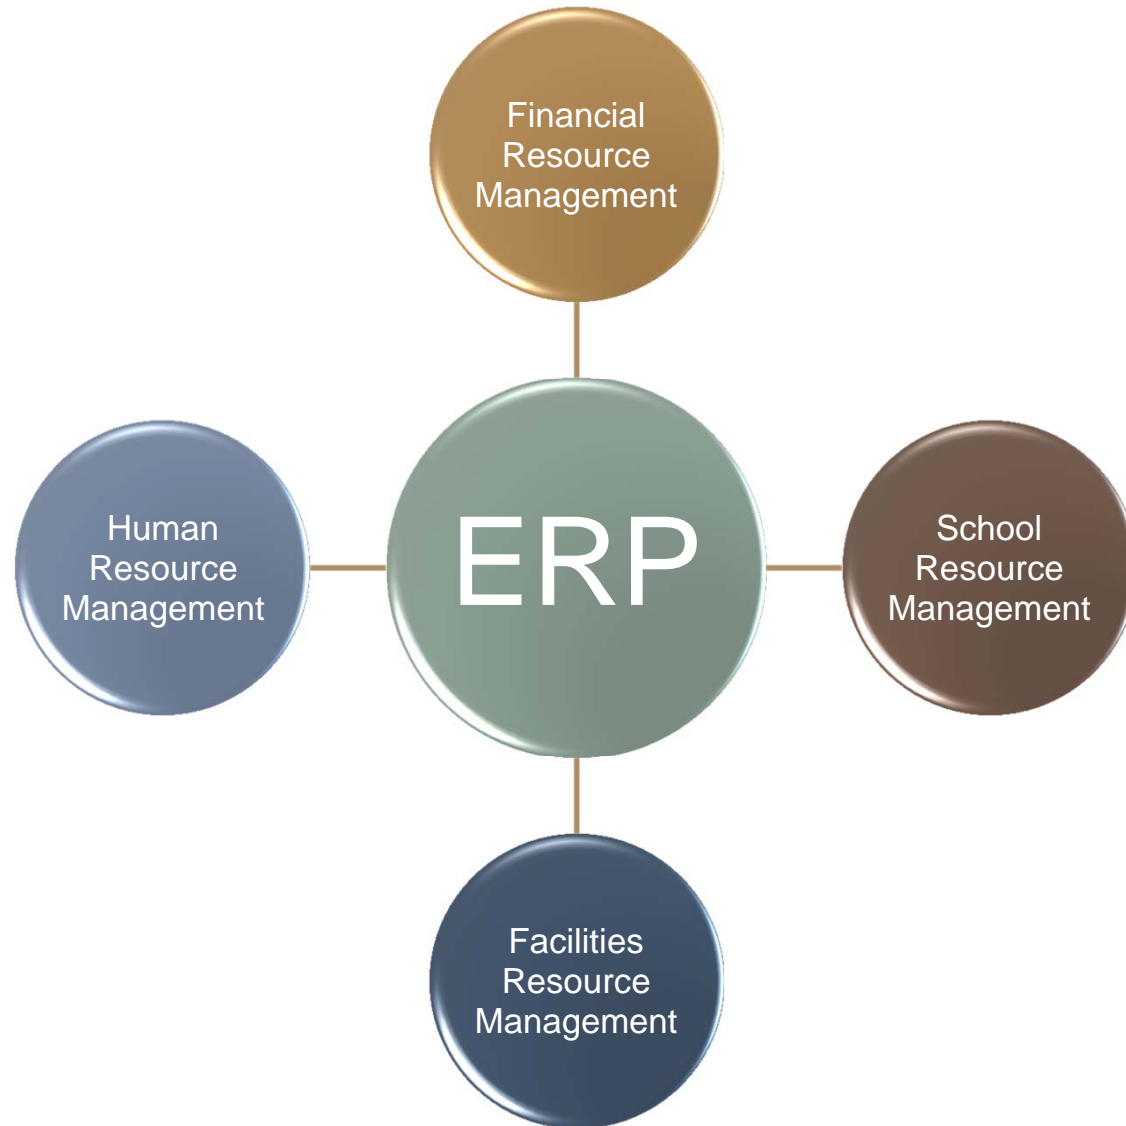 Financial
Resource
Management
Human
Resource
Management
ERP
School
Resource
Management
Facilities
Resource
Management